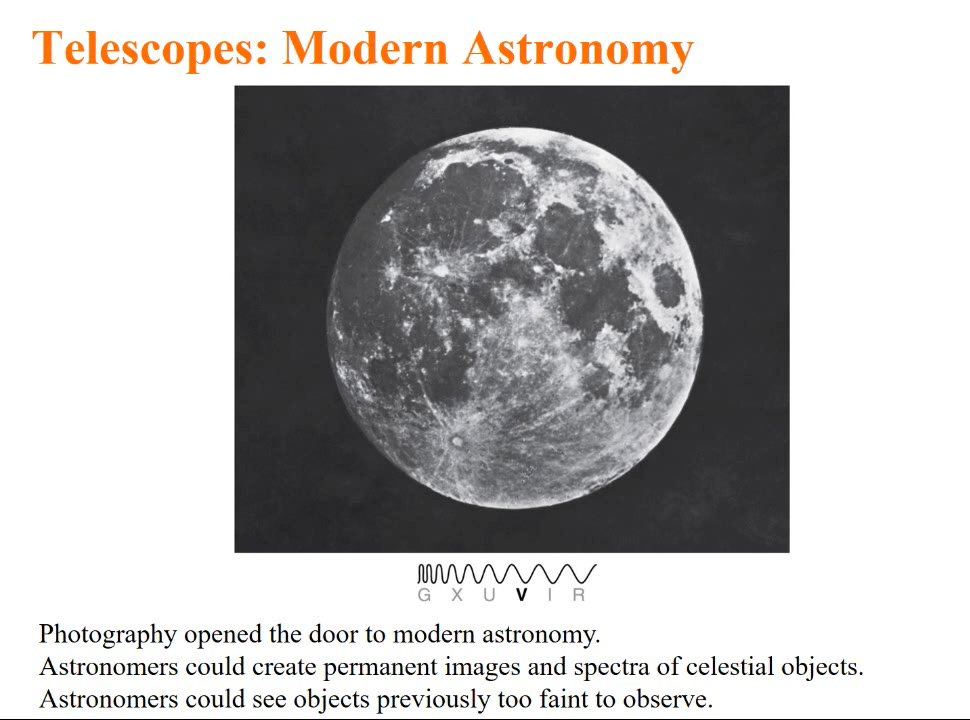 Telescopes: Modern Astronomy
G X U V I R
Photography opened the door to modern astronomy.
Astronomers could create permanent images and spectra of celestial objects.
Astronomers could see objects previously too faint to observe.